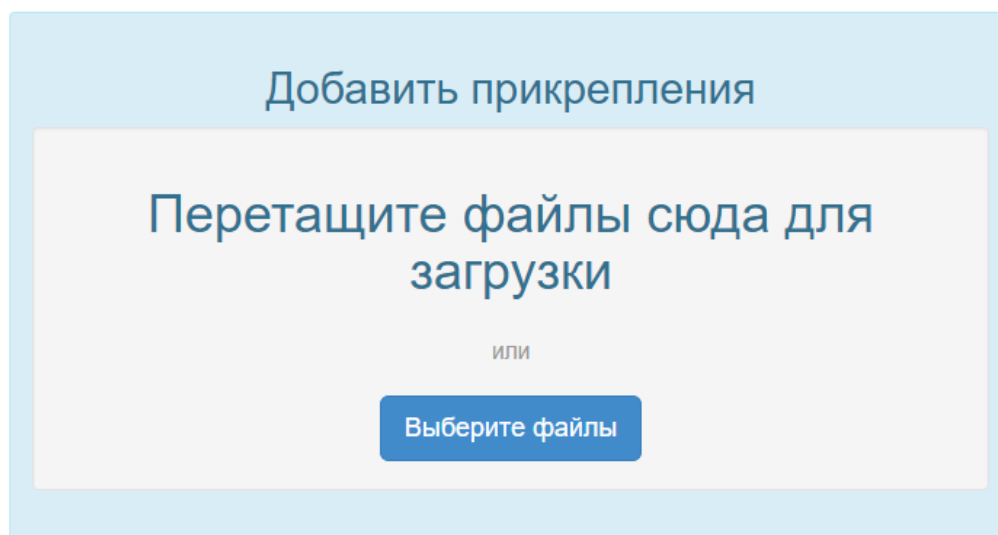 Добавить прикрепления
Перетащите файлы сюда для
загрузки
или
Выберите файлы